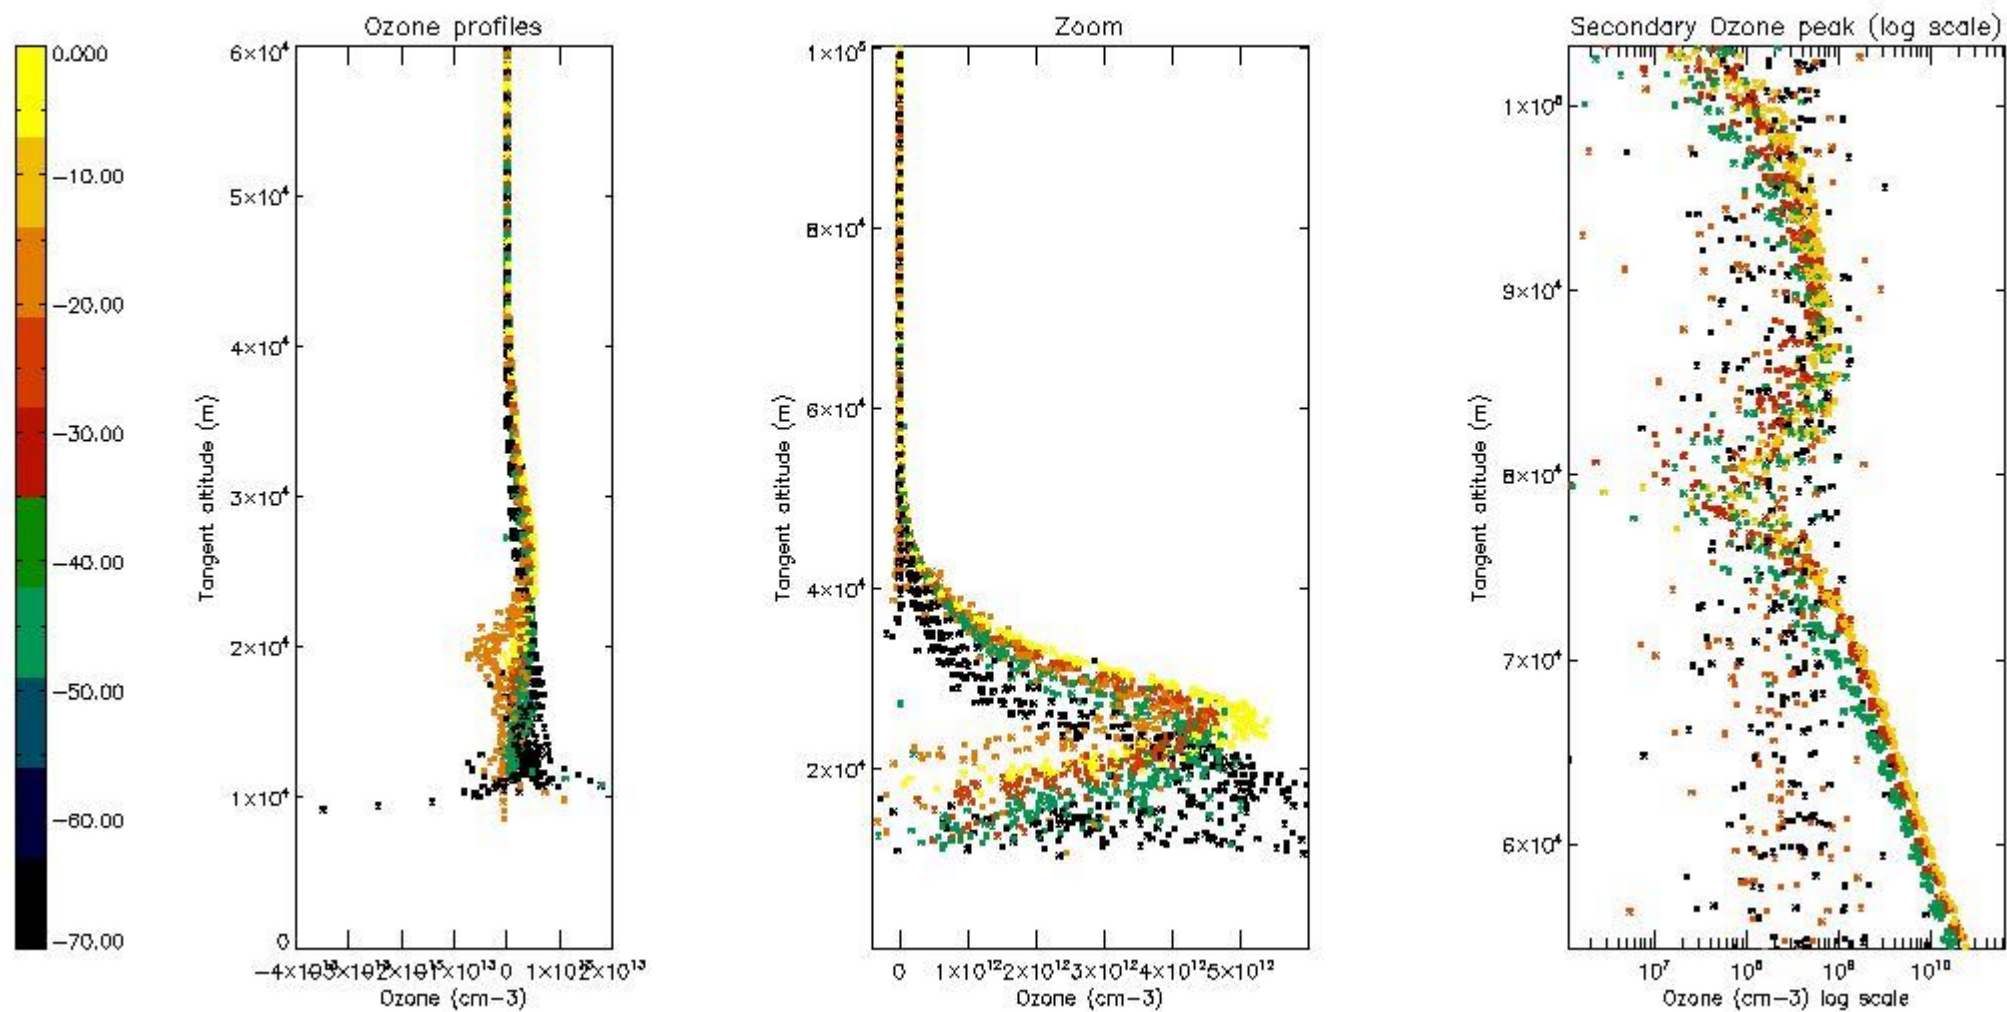 Ozone profiles
Zoom
Secondary Ozone peak (log scale)
0.000
−10.00
−20.00
−30.00
−40.00
−50.00
−60.00
−70.00
Tangent altitude (m)
6×10⁴
5×10⁴
4×10⁴
3×10⁴
2×10⁴
1×10⁴
0
0
Ozone (cm−3)
Tangent altitude (m)
1×10⁵
8×10⁴
6×10⁴
4×10⁴
2×10⁴
0 1×10¹² 2×10¹² 3×10¹² 4×10¹² 5×10¹²
Ozone (cm−3)
Tangent altitude (m)
9×10⁴
8×10⁴
7×10⁴
6×10⁴
10⁷ 10⁸ 10⁹ 10¹⁰
Ozone (cm−3) log scale